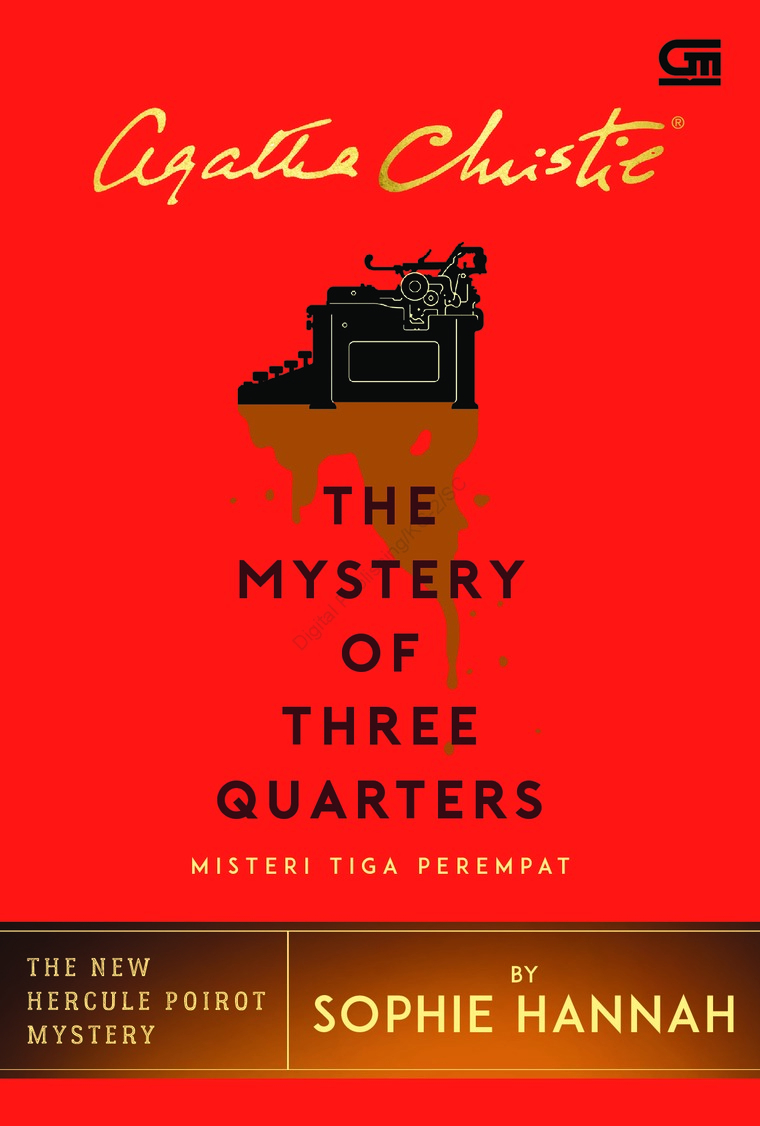 GM
Agatha Christie®
THE
MYSTERY
OF
THREE
QUARTERS
MISTERI TIGA PEREMPAT
THE NEW
HERCULE POIROT
MYSTERY
BY
SOPHIE HANNAH